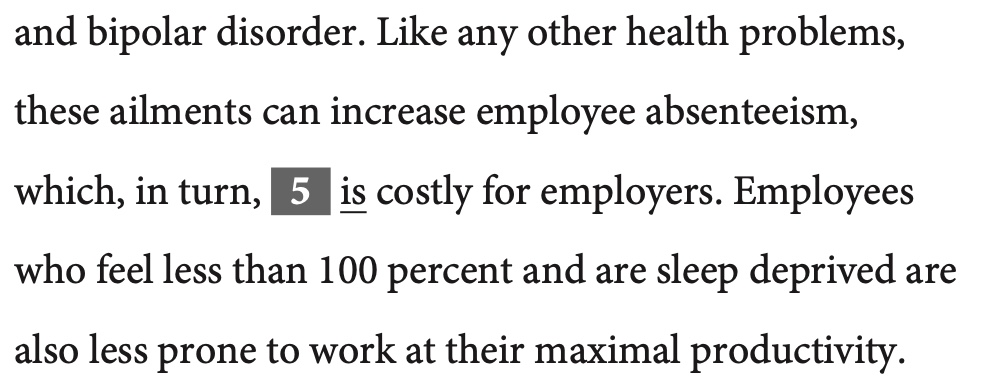 and bipolar disorder. Like any other health problems,
these ailments can increase employee absenteeism,
which, in turn, 5 is costly for employers. Employees
who feel less than 100 percent and are sleep deprived are
also less prone to work at their maximal productivity.